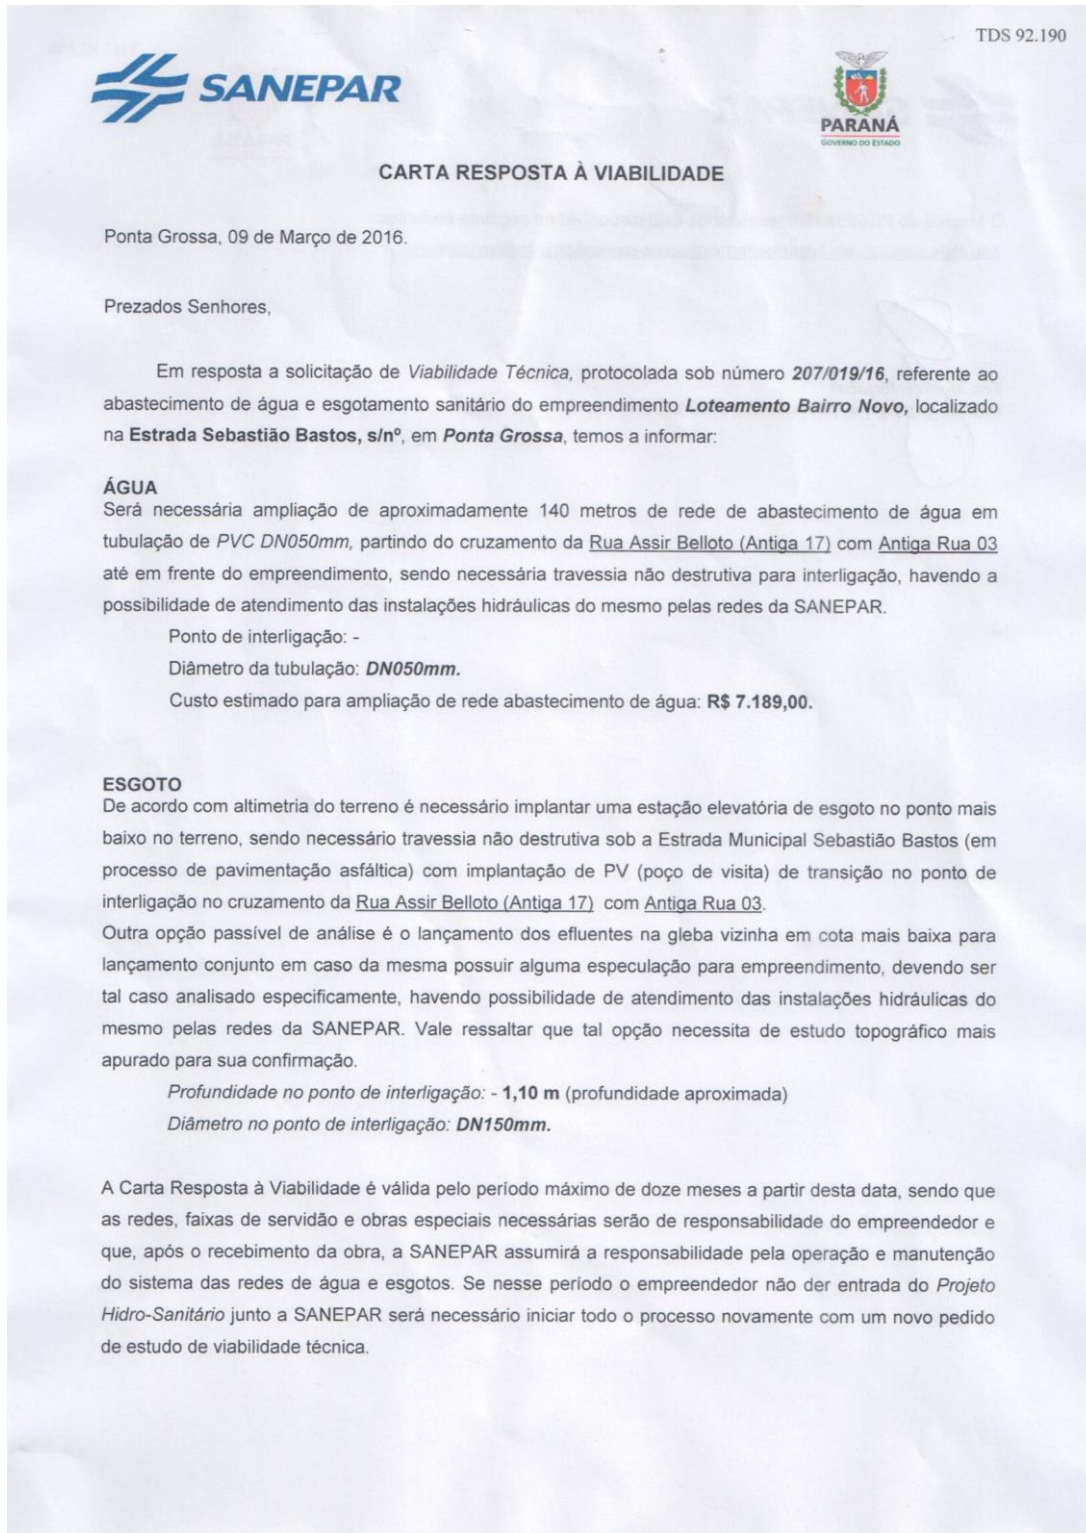 TDS 92.190
SANEPAR
PARANÁ
GOVERNO DO ESTADO
CARTA RESPOSTA À VIABILIDADE
Ponta Grossa, 09 de Março de 2016.
Prezados Senhores,
Em resposta a solicitação de Viabilidade Técnica, protocolada sob número 207/019/16, referente ao
abastecimento de água e esgotamento sanitário do empreendimento Loteamento Bairro Novo, localizado
na Estrada Sebastião Bastos, s/nº, em Ponta Grossa, temos a informar:
ÁGUA
Será necessária ampliação de aproximadamente 140 metros de rede de abastecimento de água em
tubulação de PVC DN050mm, partindo do cruzamento da Rua Assir Belloto (Antiga 17) com Antiga Rua 03
até em frente do empreendimento, sendo necessária travessia não destrutiva para interligação, havendo a
possibilidade de atendimento das instalações hidráulicas do mesmo pelas redes da SANEPAR.
Ponto de interligação: -
Diâmetro da tubulação: DN050mm.
Custo estimado para ampliação de rede abastecimento de água: R$ 7.189,00.
ESGOTO
De acordo com altimetria do terreno é necessário implantar uma estação elevatória de esgoto no ponto mais
baixo no terreno, sendo necessário travessia não destrutiva sob a Estrada Municipal Sebastião Bastos (em
processo de pavimentação asfáltica) com implantação de PV (poço de visita) de transição no ponto de
interligação no cruzamento da Rua Assir Belloto (Antiga 17) com Antiga Rua 03.
Outra opção passível de análise é o lançamento dos efluentes na gleba vizinha em cota mais baixa para
lançamento conjunto em caso da mesma possuir alguma especulação para empreendimento, devendo ser
tal caso analisado especificamente, havendo possibilidade de atendimento das instalações hidráulicas do
mesmo pelas redes da SANEPAR. Vale ressaltar que tal opção necessita de estudo topográfico mais
apurado para sua confirmação.
Profundidade no ponto de interligação: - 1,10 m (profundidade aproximada)
Diâmetro no ponto de interligação: DN150mm.
A Carta Resposta à Viabilidade é válida pelo período máximo de doze meses a partir desta data, sendo que
as redes, faixas de servidão e obras especiais necessárias serão de responsabilidade do empreendedor e
que, após o recebimento da obra, a SANEPAR assumirá a responsabilidade pela operação e manutenção
do sistema das redes de água e esgotos. Se nesse período o empreendedor não der entrada do Projeto
Hidro-Sanitário junto a SANEPAR será necessário iniciar todo o processo novamente com um novo pedido
de estudo de viabilidade técnica.